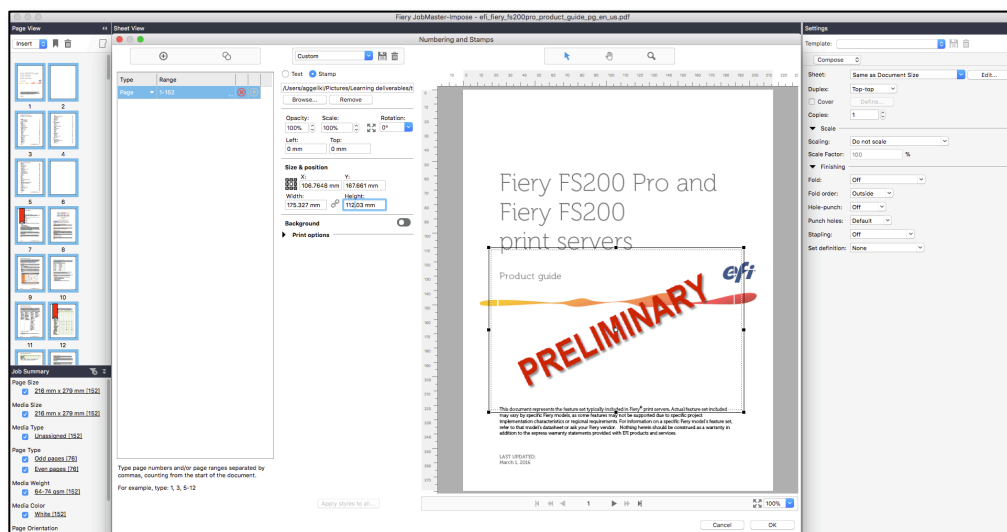 Fiery JobMaster-Impose - efi_fiery_fs200pro_product_guide_pg_en_us.pdf
Page View
Sheet View
Settings
Insert
1 2
3 4
5 6
7 8
9 10
11 12
Job Summary
Page Size
216 mm x 279 mm [152]
Media Size
216 mm x 279 mm [152]
Media Type
Unassigned [152]
Page Type
Odd pages [76]
Even pages [76]
Media Weight
64-74 gsm [152]
Media Color
White [152]
Page Orientation
Numbering and Stamps
Type Range
Page 1-152
Type page numbers and/or page ranges separated by
commas, counting from the start of the document.
For example, type: 1, 3, 5-12
Custom
Text Stamp
/Users/aggelki/Pictures/Learning deliverables/t
Browse... Remove
Opacity: Scale: Rotation:
100% 100% 0°
Left: Top:
0 mm 0 mm
Size & position
X: Y:
106.7648 mm 167.661 mm
Width: Height:
175.327 mm 112.03 mm
Background
Print options
Apply styles to all...
Fiery FS200 Pro and
Fiery FS200
print servers
Product guide
efi
PRELIMINARY
This document represents the feature set typically included in Fiery® print servers. Actual feature set included
may vary by specific Fiery models, as some features may not be supported due to specific project
implementation characteristics or regional requirements. For information on a specific Fiery model's feature set,
refer to that model's datasheet or ask your Fiery vendor. Nothing herein should be construed as a warranty in
addition to the express warranty statements provided with EFI products and services.
LAST UPDATED:
March 1, 2016
1
100%
Cancel OK
Template:
Compose
Sheet: Same as Document Size Edit...
Duplex: Top-top
Cover Define...
Copies: 1
Scale
Scaling: Do not scale
Scale Factor: 100 %
Finishing
Fold: Off
Fold order: Outside
Hole-punch: Off
Punch holes: Default
Stapling: Off
Set definition: None